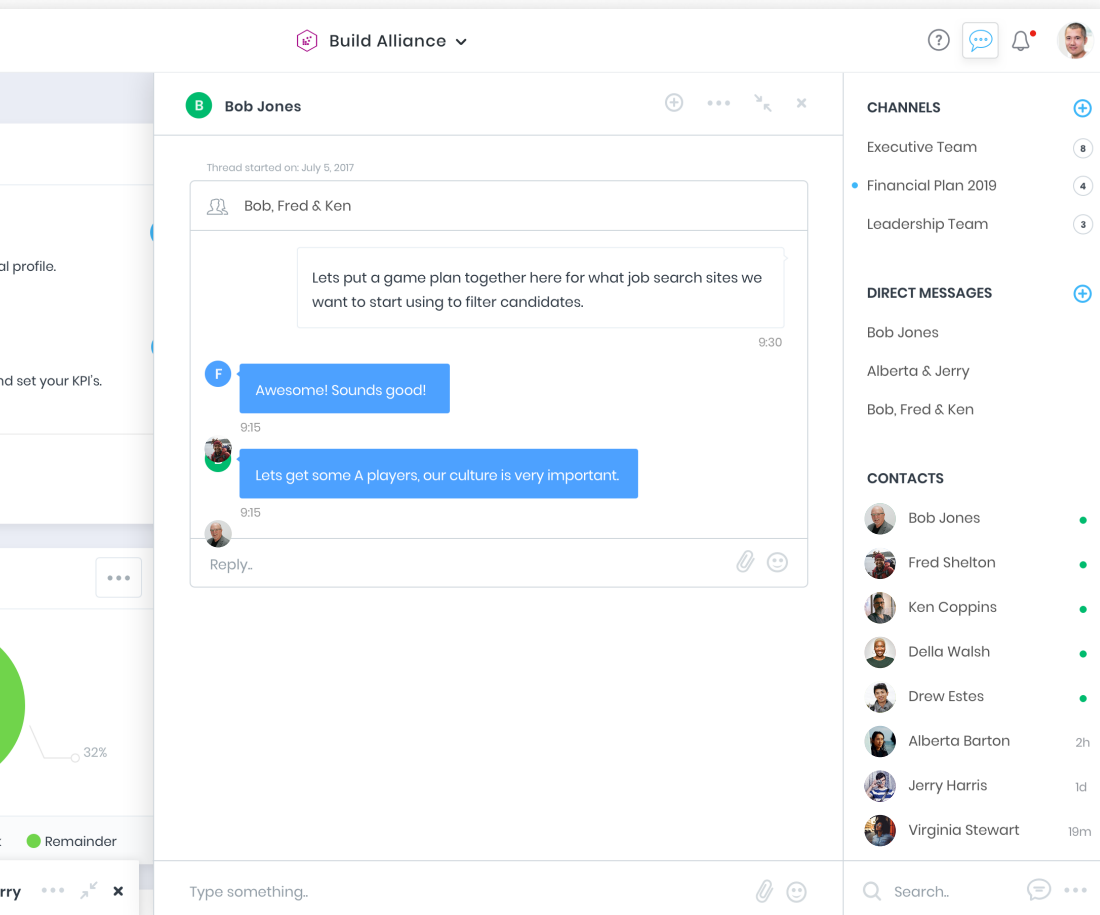 Build Alliance
?
al profile.
nd set your KPI's.
32%
Remainder
rry
B
Bob Jones
Thread started on: July 5, 2017
Bob, Fred & Ken
Lets put a game plan together here for what job search sites we
want to start using to filter candidates.
9:30
F
Awesome! Sounds good!
9:15
Lets get some A players, our culture is very important.
9:15
Reply..
Type something..
CHANNELS
Executive Team
8
Financial Plan 2019
4
Leadership Team
3
DIRECT MESSAGES
Bob Jones
Alberta & Jerry
Bob, Fred & Ken
CONTACTS
Bob Jones
Fred Shelton
Ken Coppins
Della Walsh
Drew Estes
Alberta Barton
2h
Jerry Harris
1d
Virginia Stewart
19m
Search..